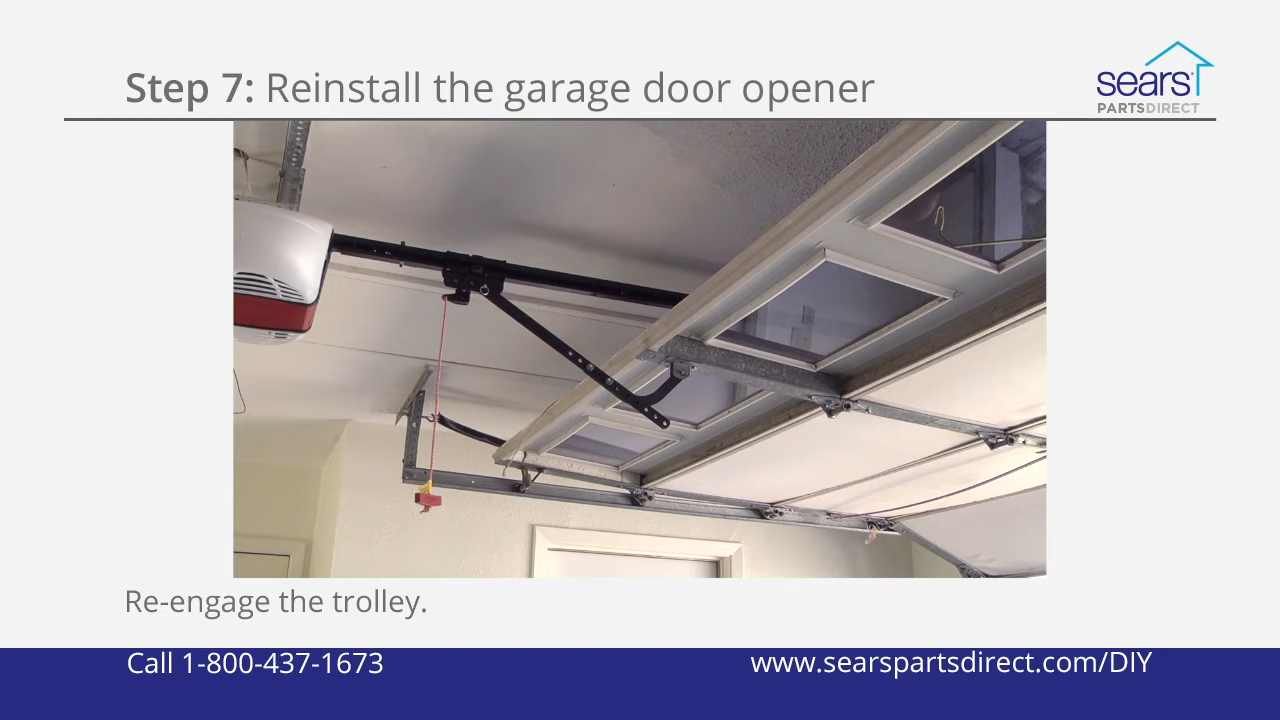 Step 7: Reinstall the garage door opener
sears
PARTSDIRECT
Re-engage the trolley.
Call 1-800-437-1673
www.searspartsdirect.com/DIY